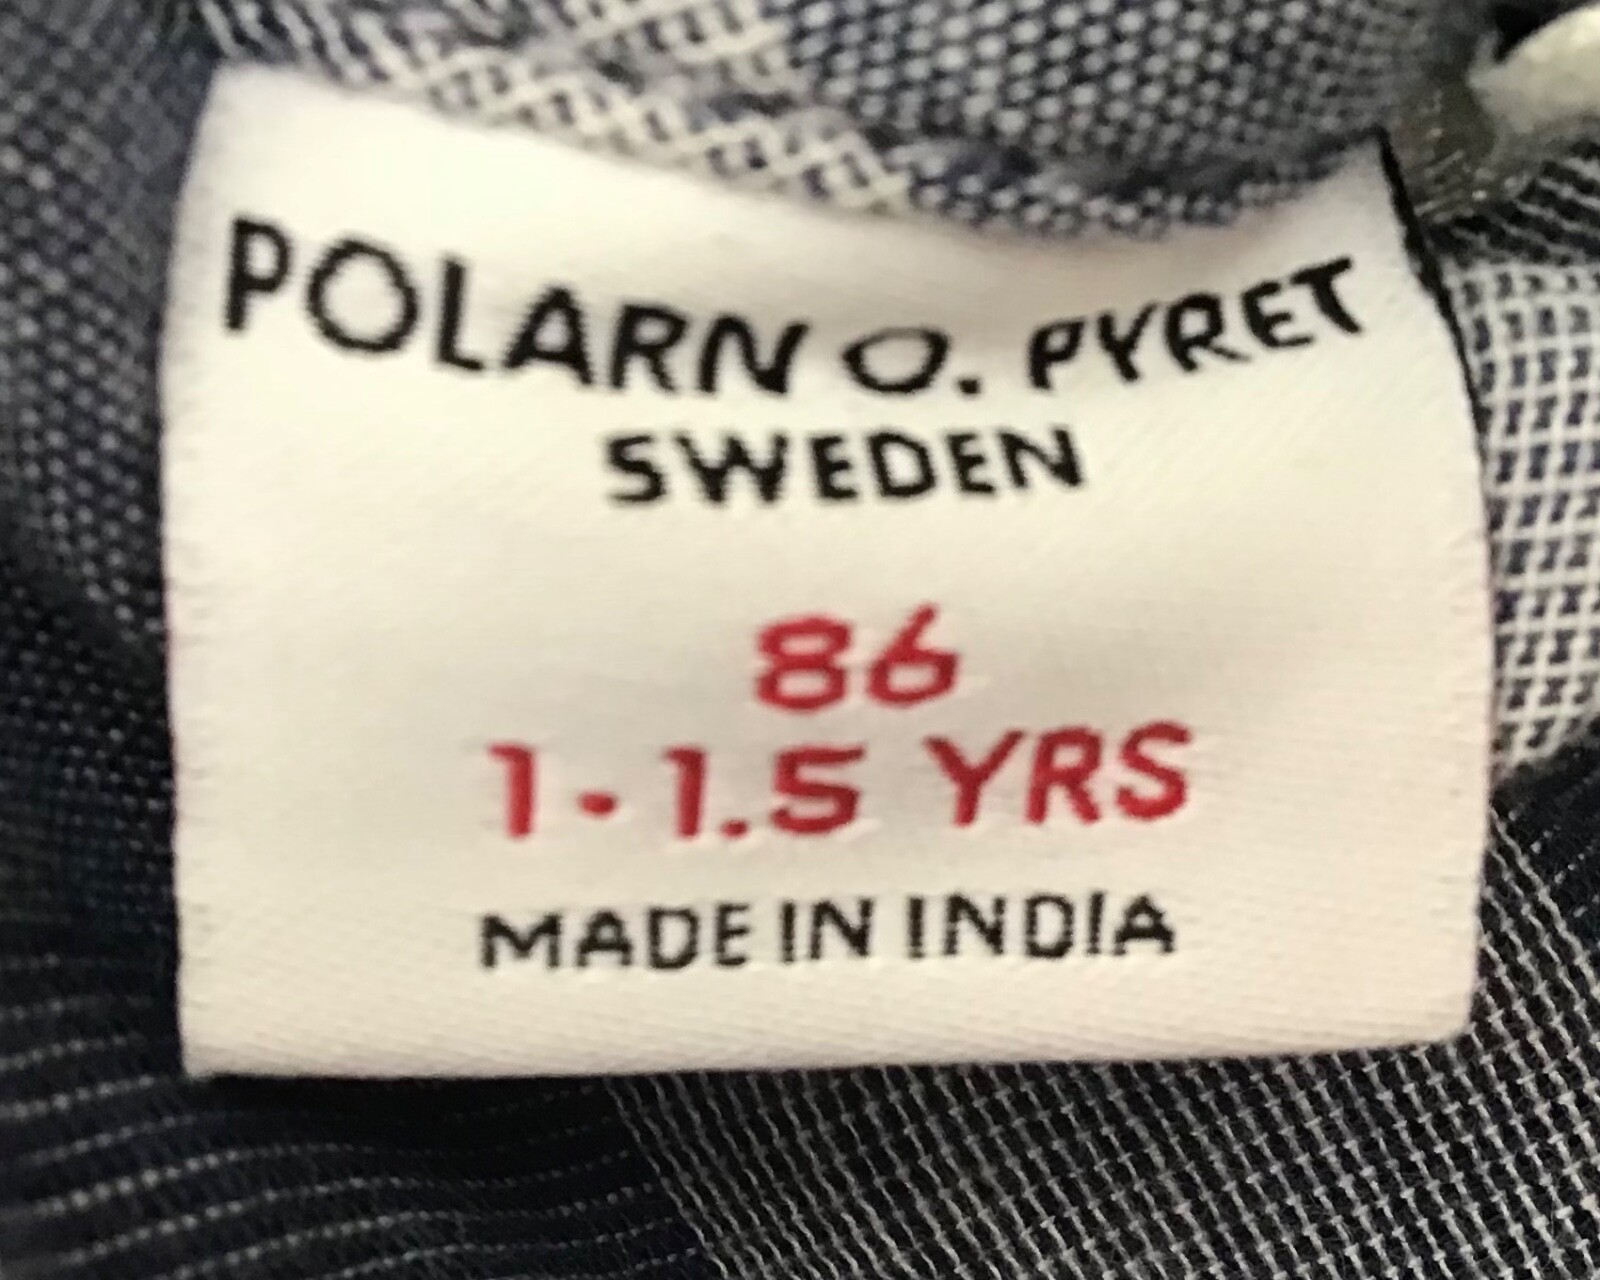 POLARN O. PYRET
SWEDEN
86
1-1.5 YRS
MADE IN INDIA